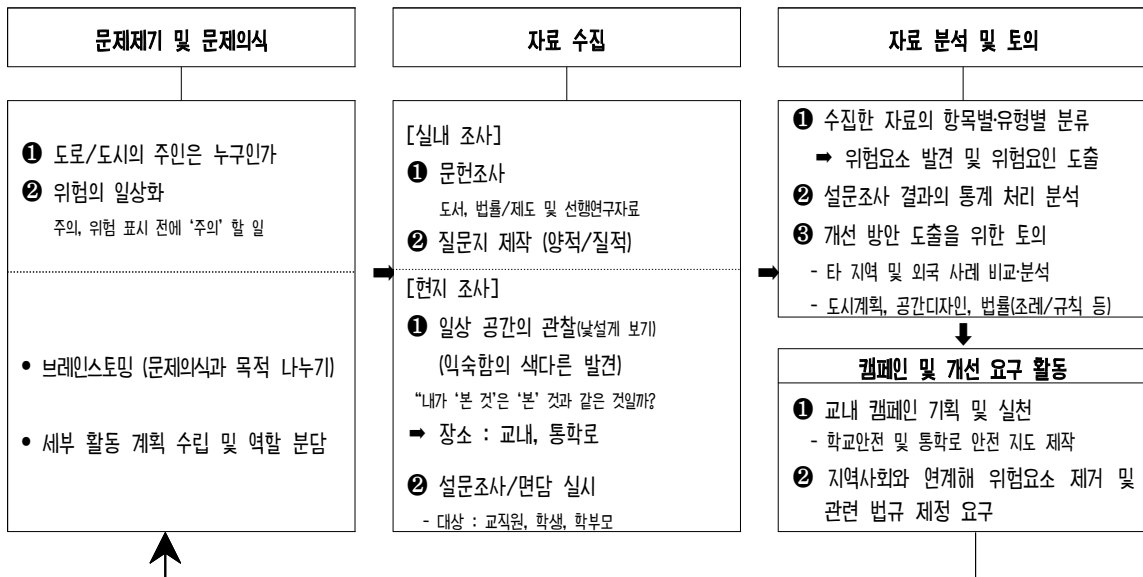 문제제기 및 문제의식
❶ 도로/도시의 주인은 누구인가
❷ 위험의 일상화
주의, 위험 표시 전에 ‘주의’ 할 일
• 브레인스토밍 (문제의식과 목적 나누기)
• 세부 활동 계획 수립 및 역할 분담
자료 수집
[실내 조사]
❶ 문헌조사
도서, 법률/제도 및 선행연구자료
❷ 질문지 제작 (양적/질적)
[현지 조사]
❶ 일상 공간의 관찰(낯설게 보기)
(익숙함의 색다른 발견)
“내가 ‘본 것’은 ‘본’ 것과 같은 것일까?
➡ 장소 : 교내, 통학로
❷ 설문조사/면담 실시
- 대상 : 교직원, 학생, 학부모
자료 분석 및 토의
❶ 수집한 자료의 항목별·유형별 분류
➡ 위험요소 발견 및 위험요인 도출
❷ 설문조사 결과의 통계 처리 분석
❸ 개선 방안 도출을 위한 토의
- 타 지역 및 외국 사례 비교·분석
- 도시계획, 공간디자인, 법률(조례/규칙 등)
캠페인 및 개선 요구 활동
❶ 교내 캠페인 기획 및 실천
- 학교안전 및 통학로 안전 지도 제작
❷ 지역사회와 연계해 위험요소 제거 및
관련 법규 제정 요구